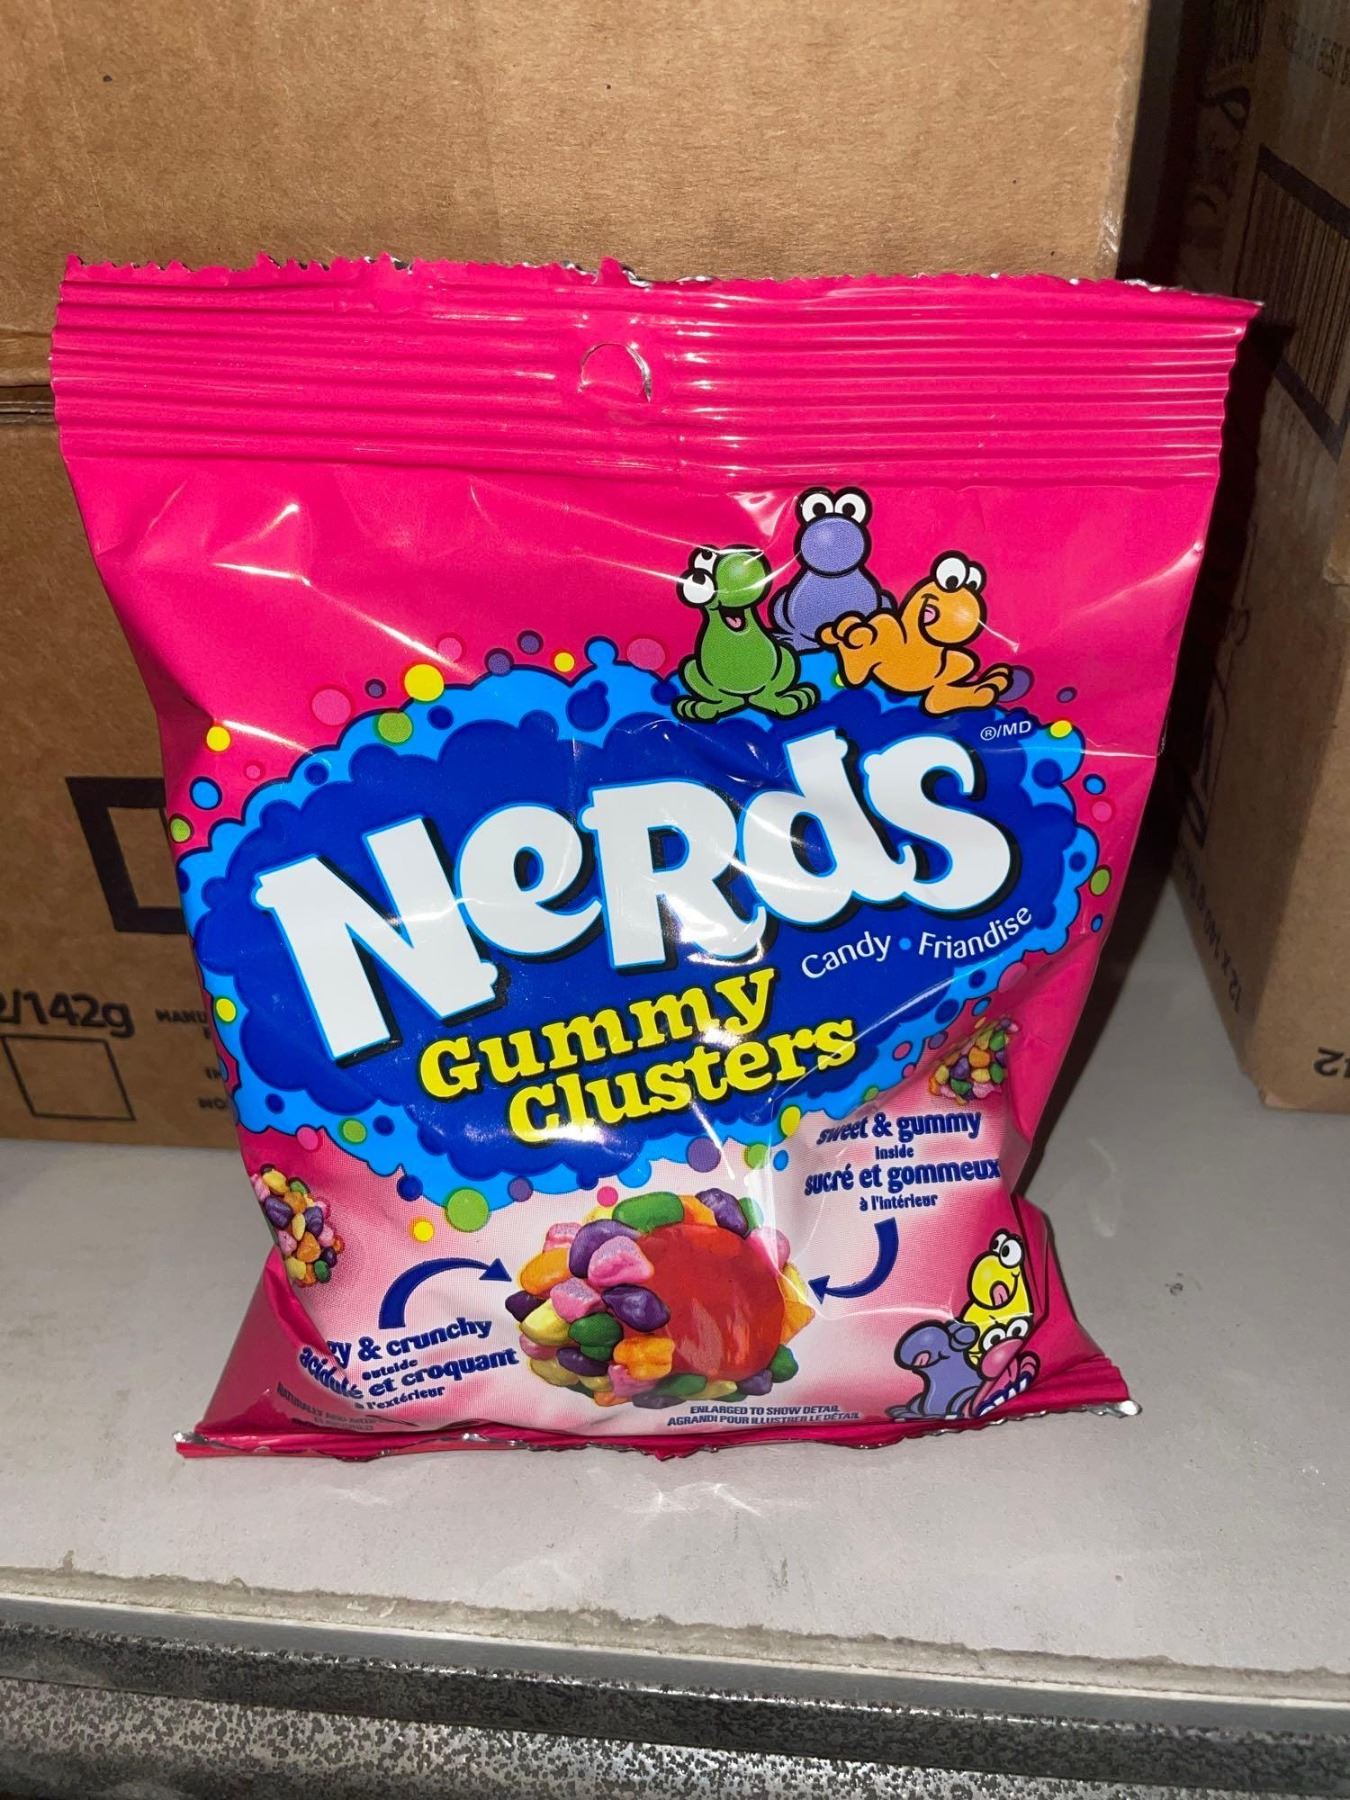 ®/MD
NeRdS
Candy • Friandise
Gummy
Clusters
sweet & gummy
inside
sucré et gommeux
à l'intérieur
& crunchy
outside
acidulé et croquant
à l'extérieur
ENLARGED TO SHOW DETAIL
AGRANDI POUR ILLUSTRER LE DÉTAIL
/142g